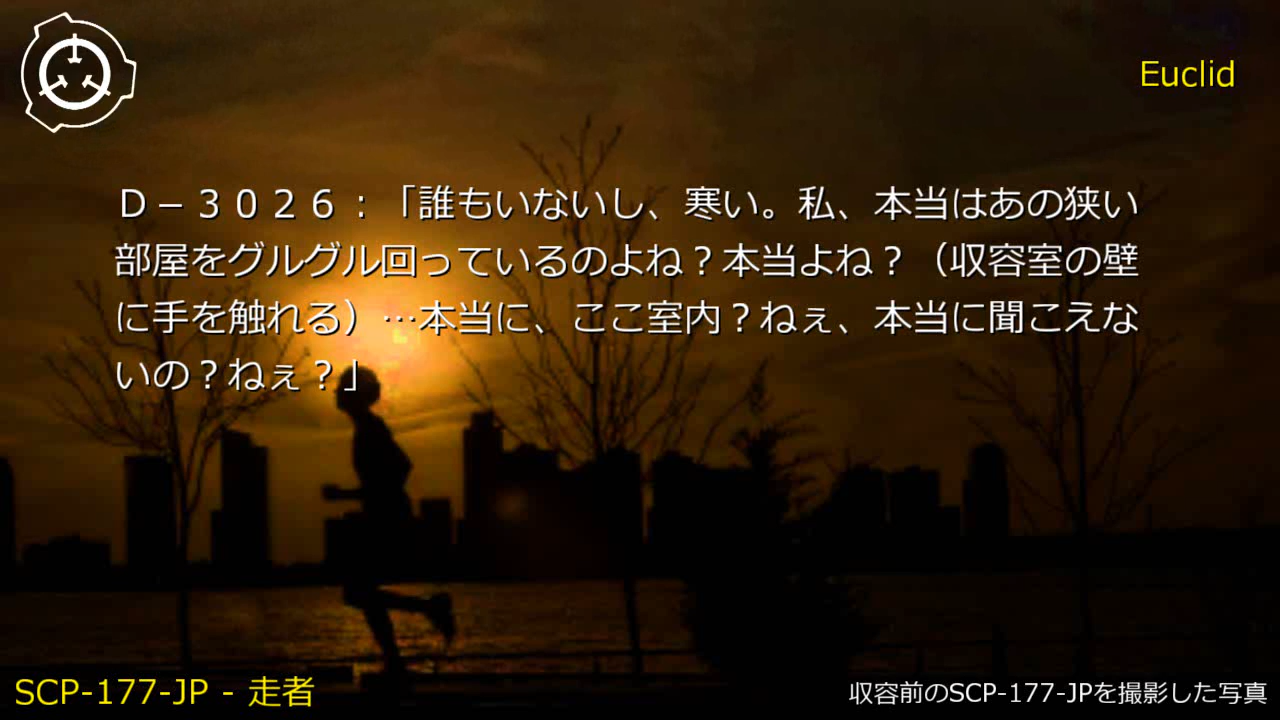 Euclid
Ｄ－３０２６：「誰もいないし、寒い。私、本当はあの狭い
部屋をグルグル回っているのよね？本当よね？（収容室の壁
に手を触れる）…本当に、ここ室内？ねぇ、本当に聞こえな
いの？ねぇ？」
SCP-177-JP - 走者
収容前のSCP-177-JPを撮影した写真